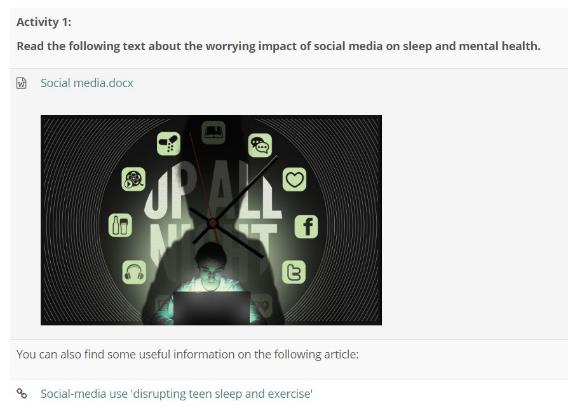 Activity 1:
Read the following text about the worrying impact of social media on sleep and mental health.
Social media.docx
UP ALL
NIGHT
You can also find some useful information on the following article:
Social-media use 'disrupting teen sleep and exercise'